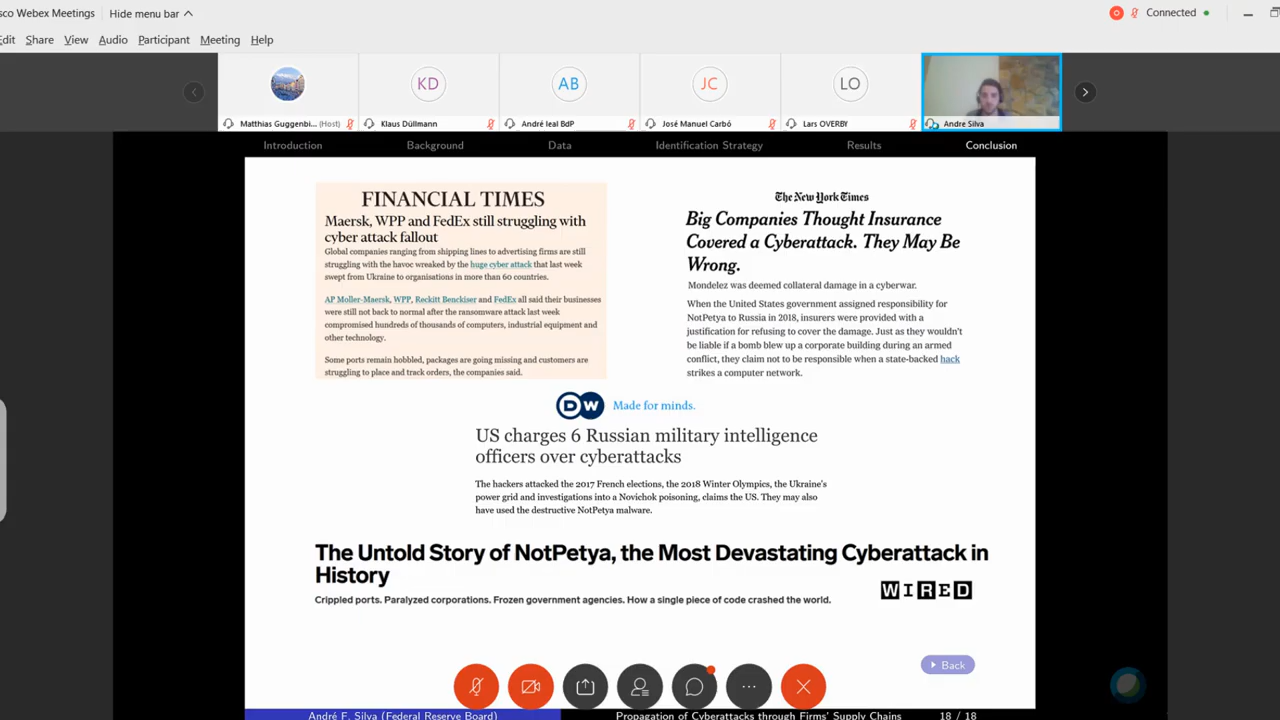 sco Webex Meetings
Hide menu bar
Connected
Edit Share View Audio Participant Meeting Help
KD AB JC LO
Matthias Guggenbi... (Host)
Klaus Düllmann
André leal BdP
José Manuel Carbó
Lars OVERBY
Andre Silva
Introduction Background Data Identification Strategy Results Conclusion
FINANCIAL TIMES
Maersk, WPP and FedEx still struggling with
cyber attack fallout
Global companies ranging from shipping lines to advertising firms are still
struggling with the havoc wreaked by the huge cyber attack that last week
swept from Ukraine to organisations in more than 60 countries.
AP Moller-Maersk, WPP, Reckitt Benckiser and FedEx all said their businesses
were still not back to normal after the ransomware attack last week
compromised hundreds of thousands of computers, industrial equipment and
other technology.
Some ports remain hobbled, packages are going missing and customers are
struggling to place and track orders, the companies said.
The New York Times
Big Companies Thought Insurance
Covered a Cyberattack. They May Be
Wrong.
Mondelez was deemed collateral damage in a cyberwar.
When the United States government assigned responsibility for
NotPetya to Russia in 2018, insurers were provided with a
justification for refusing to cover the damage. Just as they wouldn't
be liable if a bomb blew up a corporate building during an armed
conflict, they claim not to be responsible when a state-backed hack
strikes a computer network.
DW Made for minds.
US charges 6 Russian military intelligence
officers over cyberattacks
The hackers attacked the 2017 French elections, the 2018 Winter Olympics, the Ukraine's
power grid and investigations into a Novichok poisoning, claims the US. They may also
have used the destructive NotPetya malware.
The Untold Story of NotPetya, the Most Devastating Cyberattack in
History
Crippled ports. Paralyzed corporations. Frozen government agencies. How a single piece of code crashed the world.
WIRED
Back
André F. Silva (Federal Reserve Board)
Propagation of Cyberattacks through Firms' Supply Chains
18 / 18